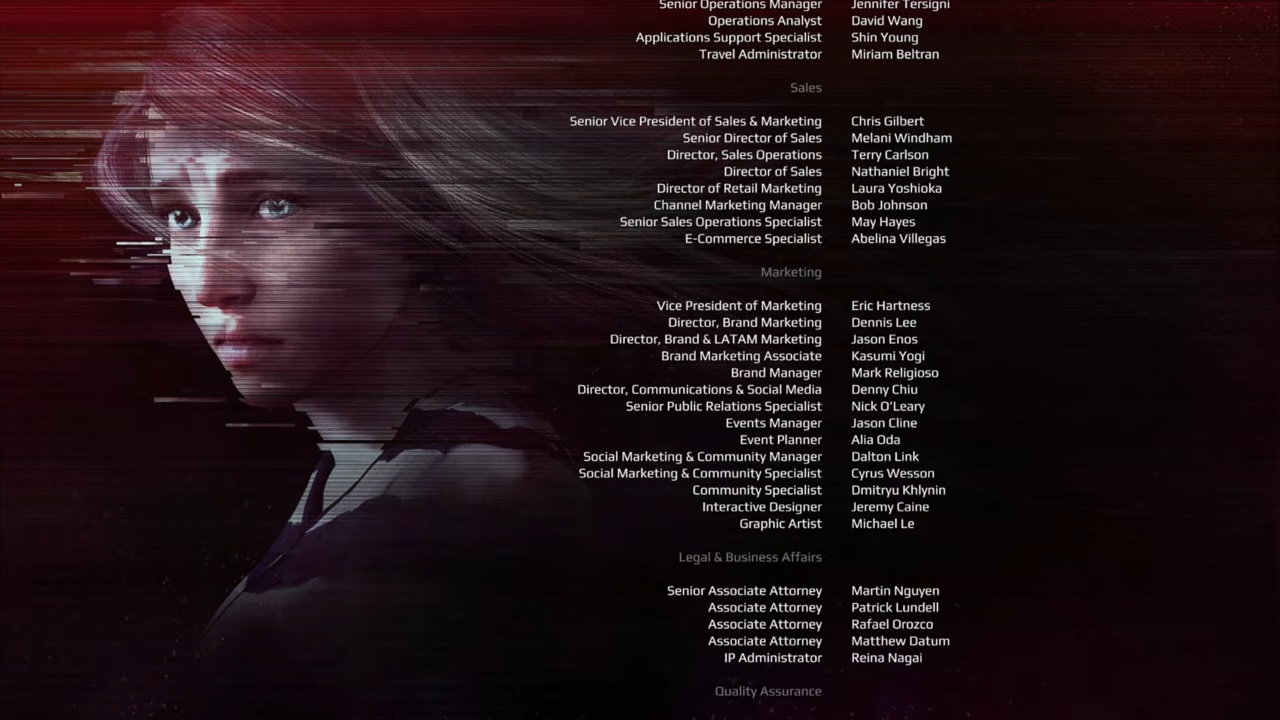 Senior Operations Manager Jennifer Tersigni
Operations Analyst David Wang
Applications Support Specialist Shin Young
Travel Administrator Miriam Beltran
Sales
Senior Vice President of Sales & Marketing Chris Gilbert
Senior Director of Sales Melani Windham
Director, Sales Operations Terry Carlson
Director of Sales Nathaniel Bright
Director of Retail Marketing Laura Yoshioka
Channel Marketing Manager Bob Johnson
Senior Sales Operations Specialist May Hayes
E-Commerce Specialist Abelina Villegas
Marketing
Vice President of Marketing Eric Hartness
Director, Brand Marketing Dennis Lee
Director, Brand & LATAM Marketing Jason Enos
Brand Marketing Associate Kasumi Yogi
Brand Manager Mark Religioso
Director, Communications & Social Media Denny Chiu
Senior Public Relations Specialist Nick O’Leary
Events Manager Jason Cline
Event Planner Alia Oda
Social Marketing & Community Manager Dalton Link
Social Marketing & Community Specialist Cyrus Wesson
Community Specialist Dmitryu Khlynin
Interactive Designer Jeremy Caine
Graphic Artist Michael Le
Legal & Business Affairs
Senior Associate Attorney Martin Nguyen
Associate Attorney Patrick Lundell
Associate Attorney Rafael Orozco
Associate Attorney Matthew Datum
IP Administrator Reina Nagai
Quality Assurance